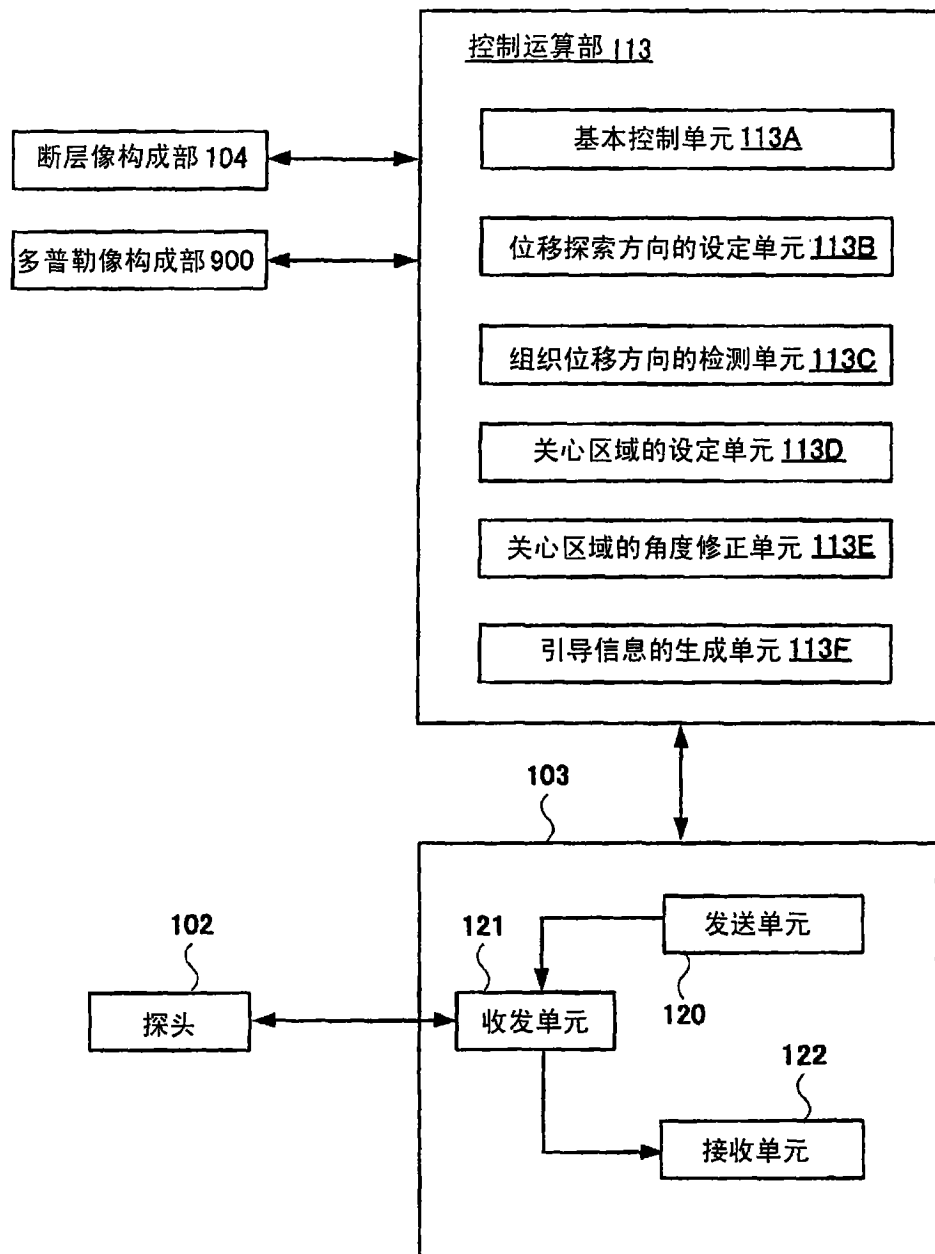 控制运算部 113
基本控制单元 113A
断层像构成部 104
位移探索方向的设定单元 113B
多普勒像构成部 900
组织位移方向的检测单元 113C
关心区域的设定单元 113D
关心区域的角度修正单元 113E
引导信息的生成单元 113F
103
102
121
发送单元
探头
收发单元
120
122
接收单元